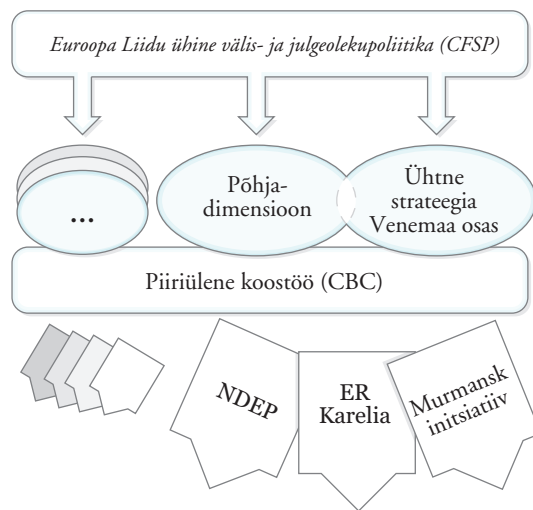 Euroopa Liidu ühine välis- ja julgeolekupoliitika (CFSP)
...
Põhja-
dimensioon
Ühtne
strateegia
Venemaa osas
Piiriülene koostöö (CBC)
NDEP
ER
Karelia
Murmansk
initsiatiiv